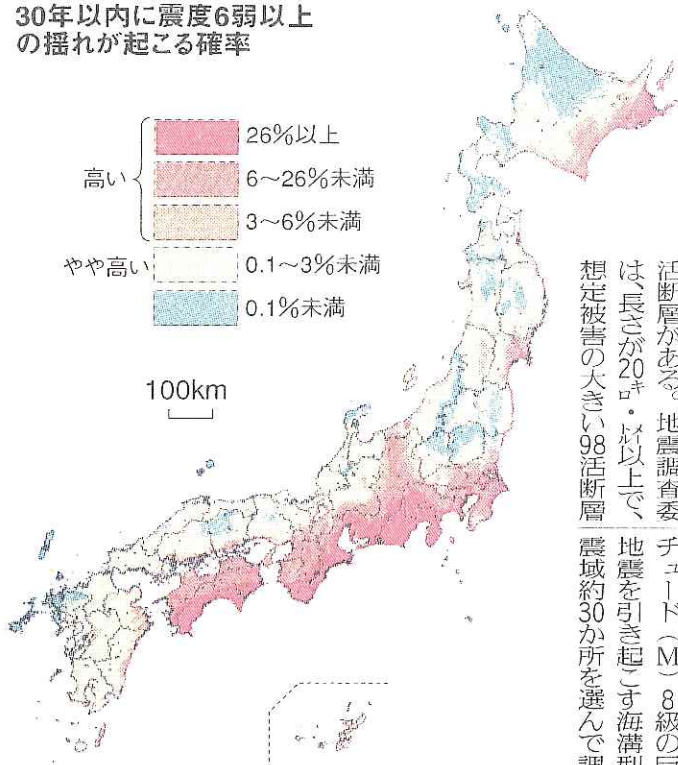 30年以内に震度6弱以上
の揺れが起こる確率
高い
26%以上
6〜26%未満
3〜6%未満
やや高い
0.1〜3%未満
0.1%未満
100km
活断層がある。地震調査委
は、長さが20㌔・㍍以上で、
想定被害の大きい98活断層
チュード(M)8級の巨
地震を引き起こす海溝型
震域約30か所を選んで調